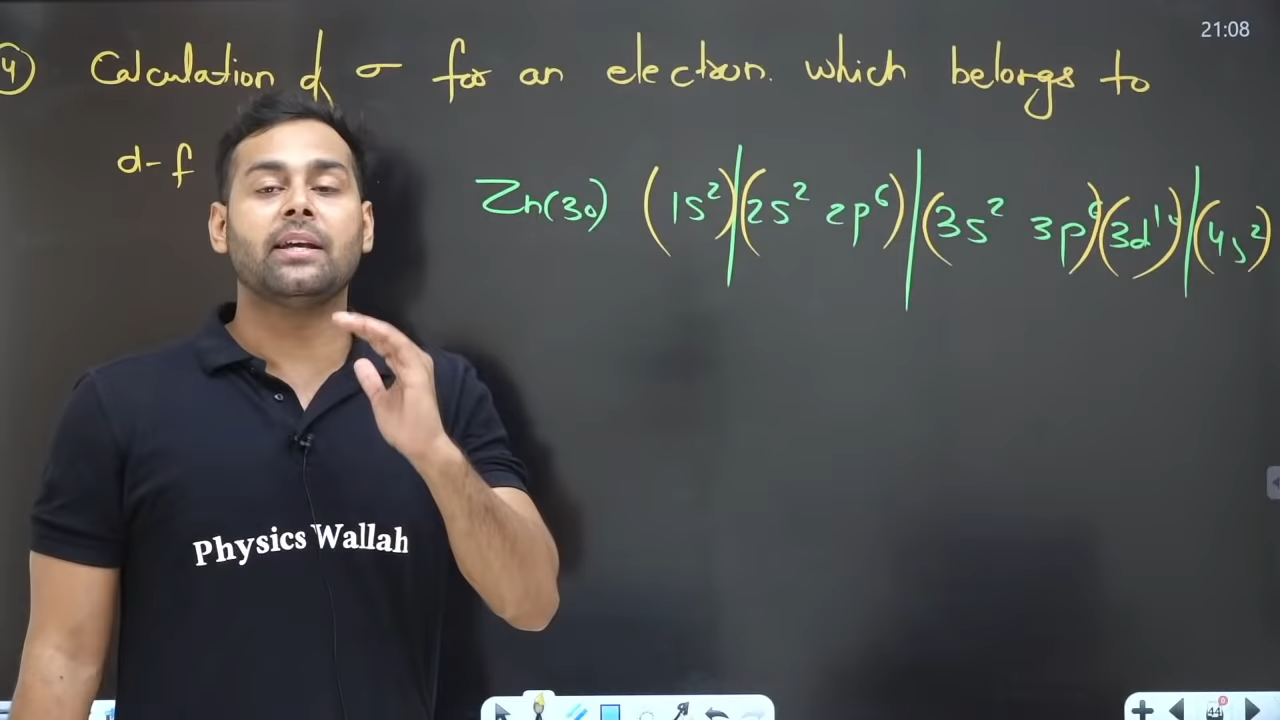 21:08
4) Calculation of σ for an electron. which belongs to
d-f
Zn(30) (1s²)(2s² 2p⁶)(3s² 3p⁶)(3d¹⁰)(4s²)
Physics Wallah
44